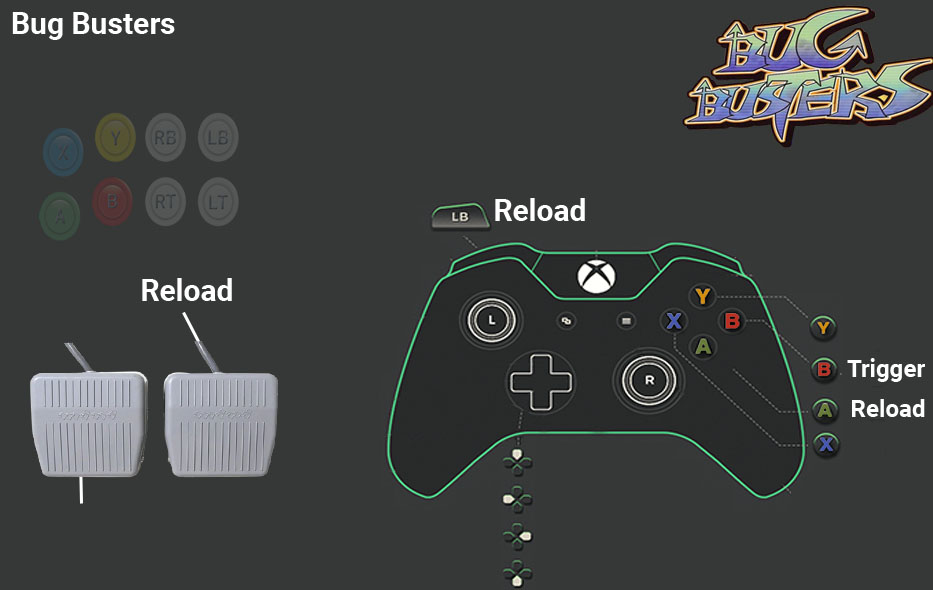 Bug Busters
BUG
BUSTERS
X Y RB LB
A B RT LT
LB Reload
Reload
Y
L X B
A
Y
R
B Trigger
A Reload
X